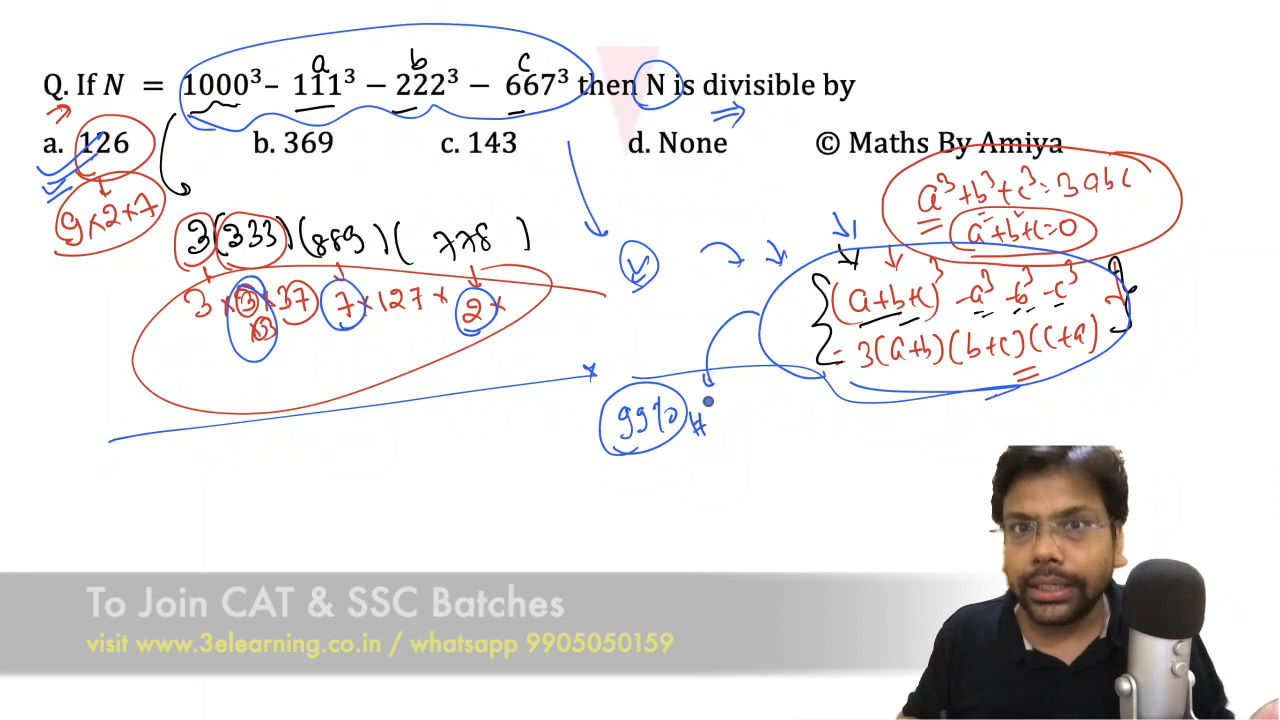 Q. If N = 1000³– 111³ − 222³ − 667³ then N is divisible by
a b c
a. 126 b. 369 c. 143 d. None © Maths By Amiya
9×2×7
3(333)(889)(778)
3 × 3 × 37 7 × 127 × 2 ×
×3
a³+b³+c³=3abc
a+b+c=0
{(a+b+c)³ -a³ -b³ -c³
= 3(a+b)(b+c)(c+a)}
99%
To Join CAT & SSC Batches
visit www.3elearning.co.in / whatsapp 9905050159